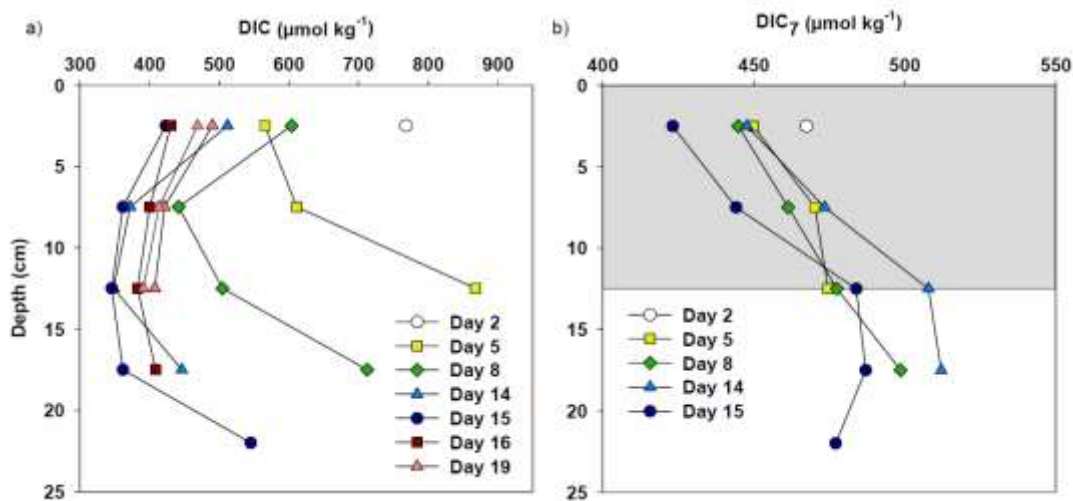 a) DIC (µmol kg⁻¹)
300 400 500 600 700 800 900
0
5
10
15
20
25
Depth (cm)
Day 2
Day 5
Day 8
Day 14
Day 15
Day 16
Day 19
b) DIC₇ (µmol kg⁻¹)
400 450 500 550
0
5
10
15
20
25
Day 2
Day 5
Day 8
Day 14
Day 15